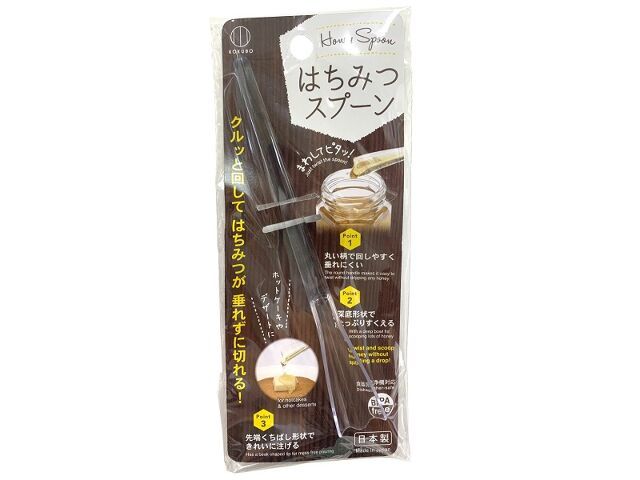 KOKUBO
Honey Spoon
はちみつ
スプーン
まわしてピタッ!
Just twist the spoon!
クルッと回して はちみつが 垂れずに切れる!
Point
1
丸い柄で回しやすく
垂れにくい
The round handle makes it easy to
twist without dripping any honey.
Point
2
深底形状で
たっぷりすくえる
With a deep bowl for
scooping lots of honey
Twist and scoop
honey without
spilling a drop!
ホットケーキや
デザートに
for hotcakes
& other desserts
Point
3
先端くちばし形状で
きれいに注げる
Has a beak-shaped tip for mess-free pouring
BPA
free
日本製
Made in Japan